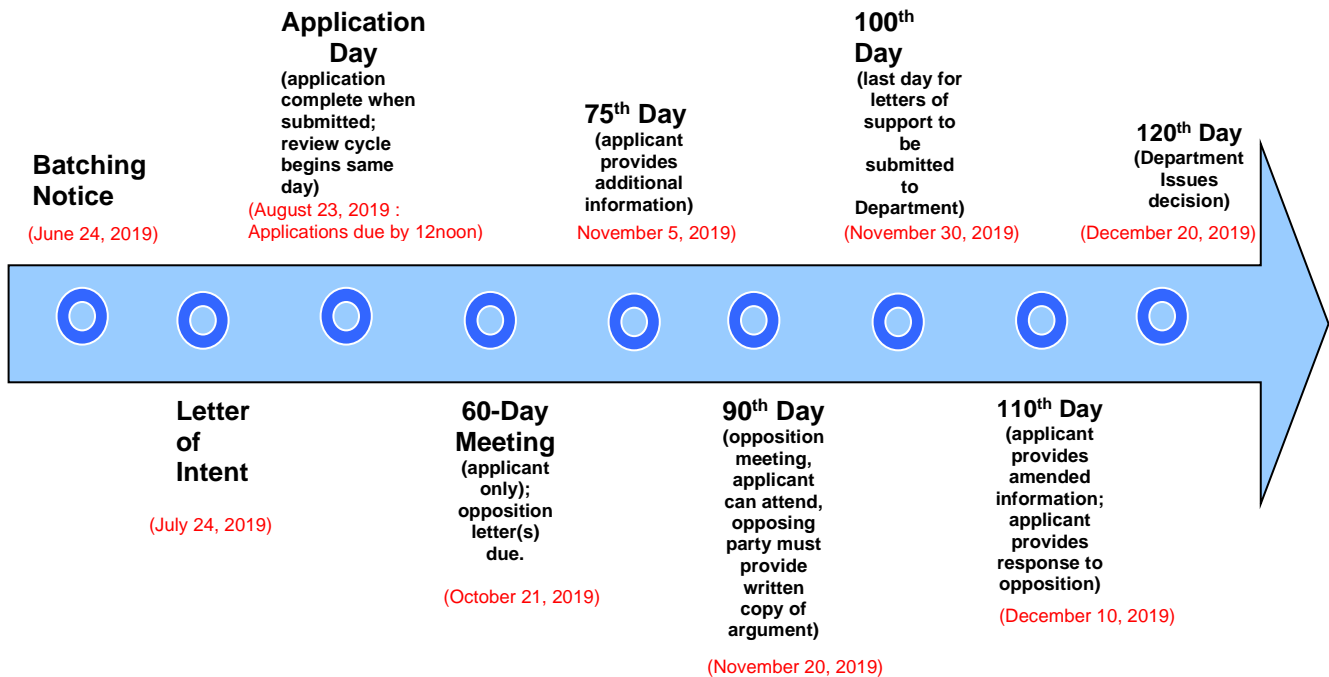 Batching
Notice
(June 24, 2019)
Letter
of
Intent
(July 24, 2019)
Application
Day
(application
complete when
submitted;
review cycle
begins same
day)
(August 23, 2019 :
Applications due by 12noon)
60-Day
Meeting
(applicant
only);
opposition
letter(s)
due.
(October 21, 2019)
75th Day
(applicant
provides
additional
information)
November 5, 2019)
90th Day
(opposition
meeting,
applicant
can attend,
opposing
party must
provide
written
copy of
argument)
(November 20, 2019)
100th
Day
(last day for
letters of
support to
be
submitted
to
Department)
(November 30, 2019)
110th Day
(applicant
provides
amended
information;
applicant
provides
response to
opposition)
(December 10, 2019)
120th Day
(Department
Issues
decision)
(December 20, 2019)